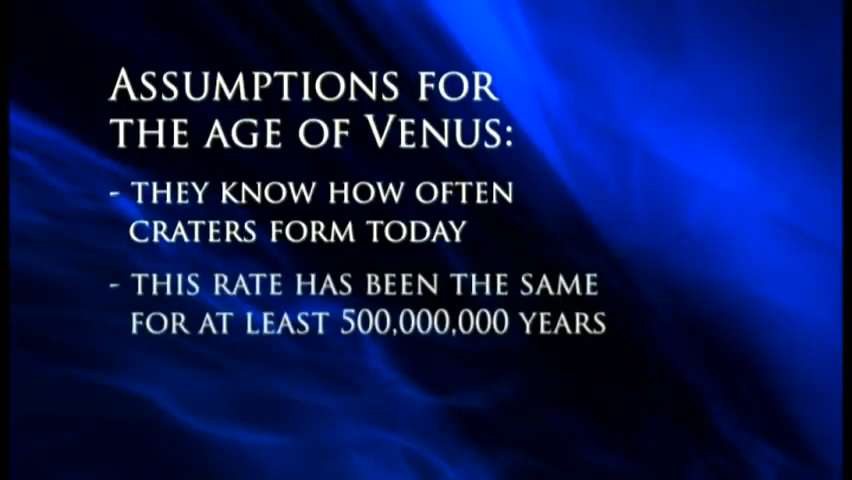 Assumptions for
the age of Venus:
- they know how often
craters form today
- this rate has been the same
for at least 500,000,000 years